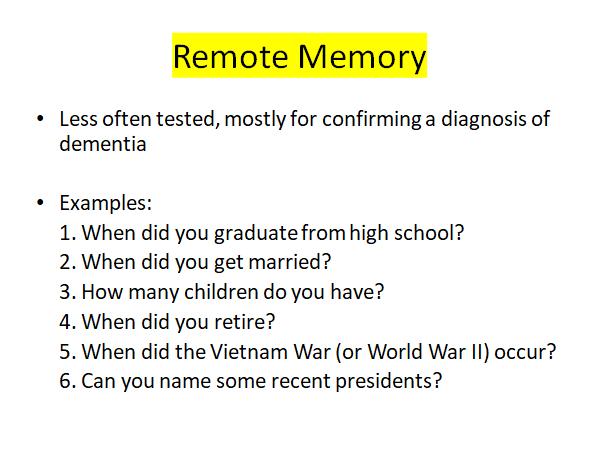 Remote Memory
• Less often tested, mostly for confirming a diagnosis of
dementia
• Examples:
1. When did you graduate from high school?
2. When did you get married?
3. How many children do you have?
4. When did you retire?
5. When did the Vietnam War (or World War II) occur?
6. Can you name some recent presidents?